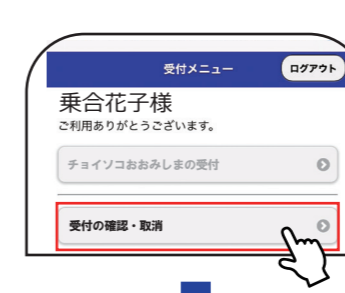 受付メニュー
ログアウト
乗合花子様
ご利用ありがとうございます。
チョイソコおおみしまの受付
受付の確認・取消